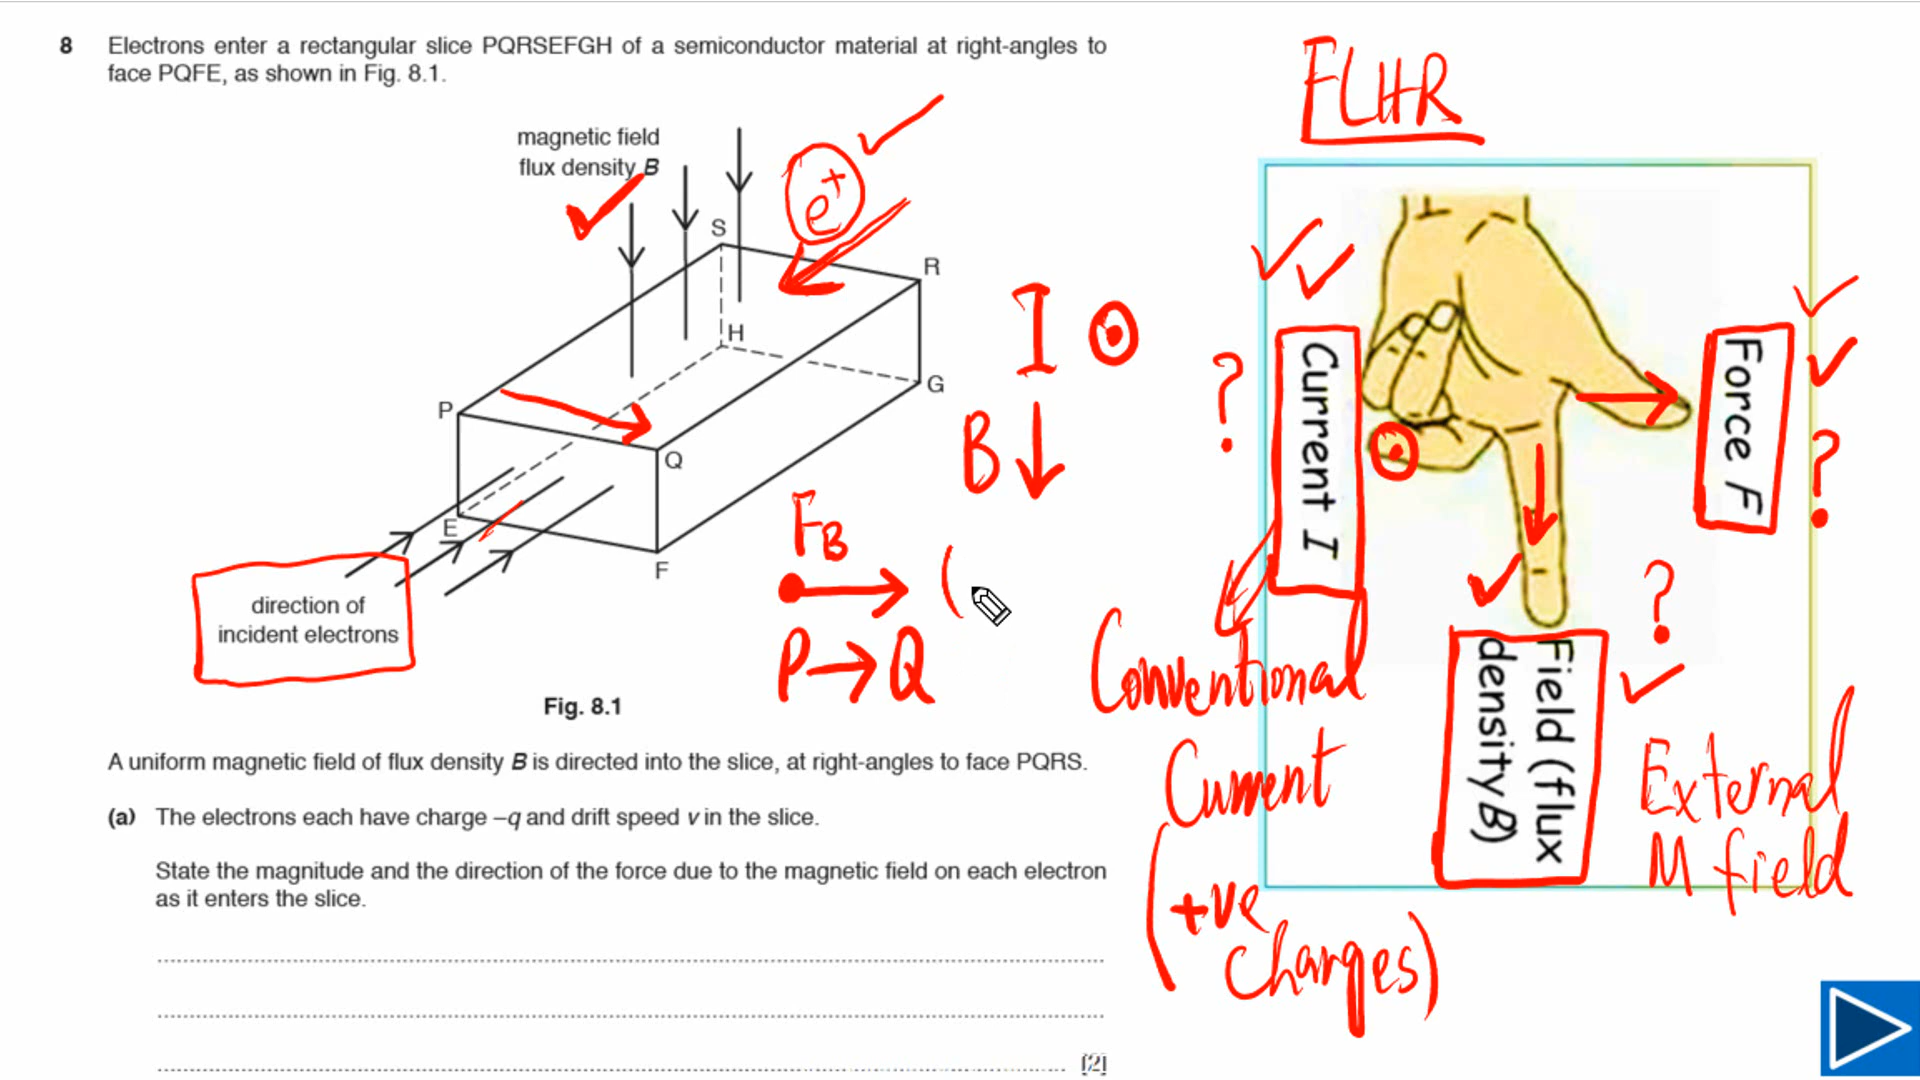 8 Electrons enter a rectangular slice PQRSEFGH of a semiconductor material at right-angles to
face PQFE, as shown in Fig. 8.1.
magnetic field
flux density B
e+
S
R
H
G
P
Q
E
F
direction of
incident electrons
Fig. 8.1
I
B
FB
(
P→Q
FLHR
?
Current I
Force F
?
?
Field (flux
density B)
Conventional
Current
(+ve
charges)
External
M field
A uniform magnetic field of flux density B is directed into the slice, at right-angles to face PQRS.
(a) The electrons each have charge –q and drift speed v in the slice.
State the magnitude and the direction of the force due to the magnetic field on each electron
as it enters the slice.
[2]